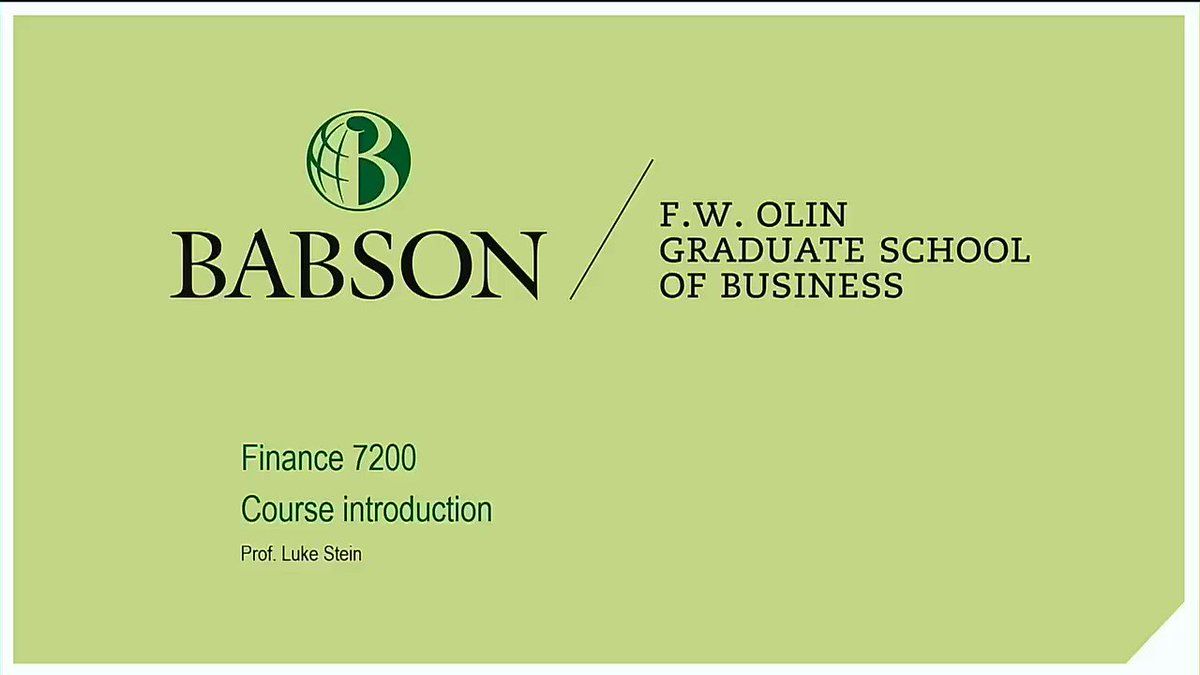 BABSON
F.W. OLIN
GRADUATE SCHOOL
OF BUSINESS
Finance 7200
Course introduction
Prof. Luke Stein